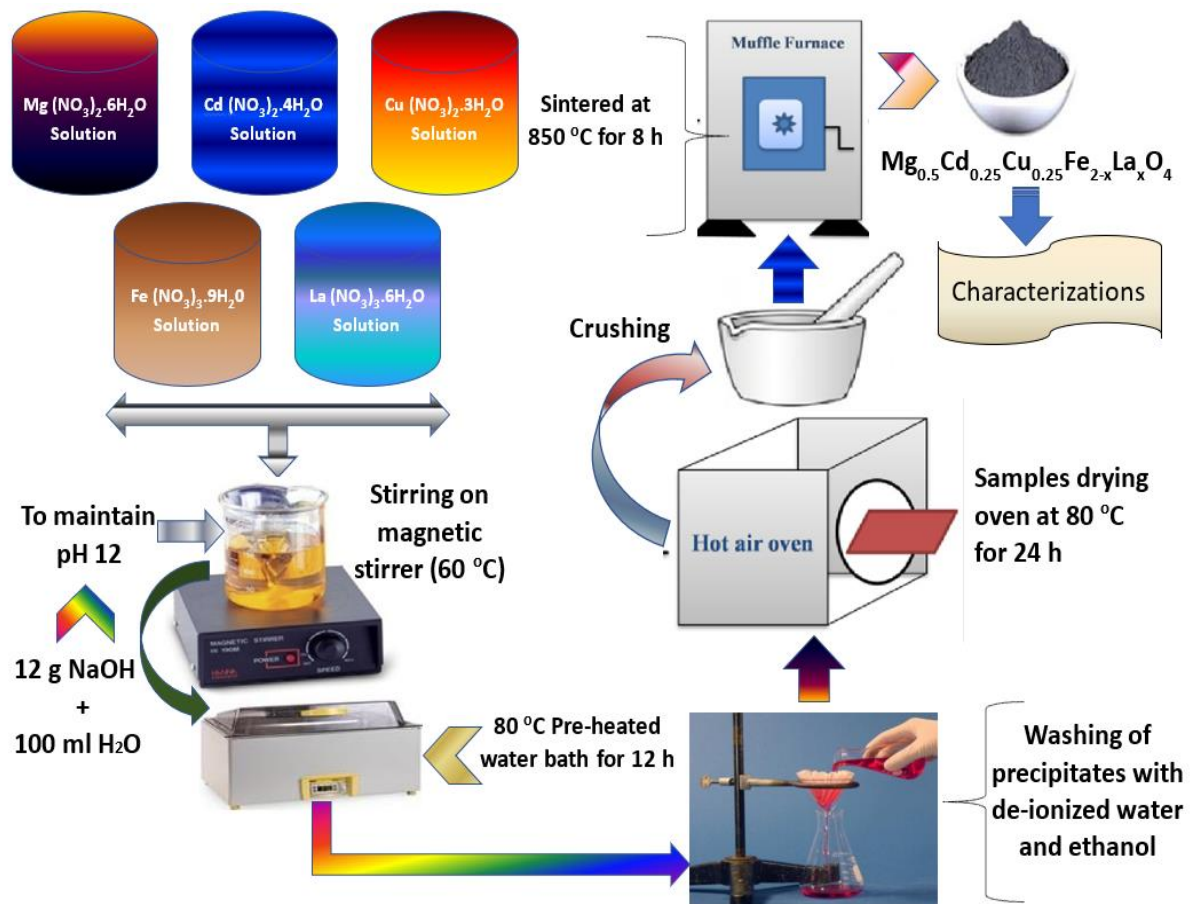 Mg (NO₃)₂.6H₂O
Solution
Cd (NO₃)₂.4H₂O
Solution
Cu (NO₃)₂.3H₂O
Solution
Fe (NO₃)₃.9H₂0
Solution
La (NO₃)₃.6H₂O
Solution
To maintain
pH 12
Stirring on
magnetic
stirrer (60 °C)
MAGNETIC STIRRER
POWER
SPEED
12 g NaOH
+
100 ml H₂O
80 °C Pre-heated
water bath for 12 h
Washing of
precipitates with
de-ionized water
and ethanol
Hot air oven
Samples drying
oven at 80 °C
for 24 h
Crushing
Sintered at
850 °C for 8 h
Muffle Furnace
Mg₀.₅Cd₀.₂₅Cu₀.₂₅Fe₂₋ₓLaₓO₄
Characterizations